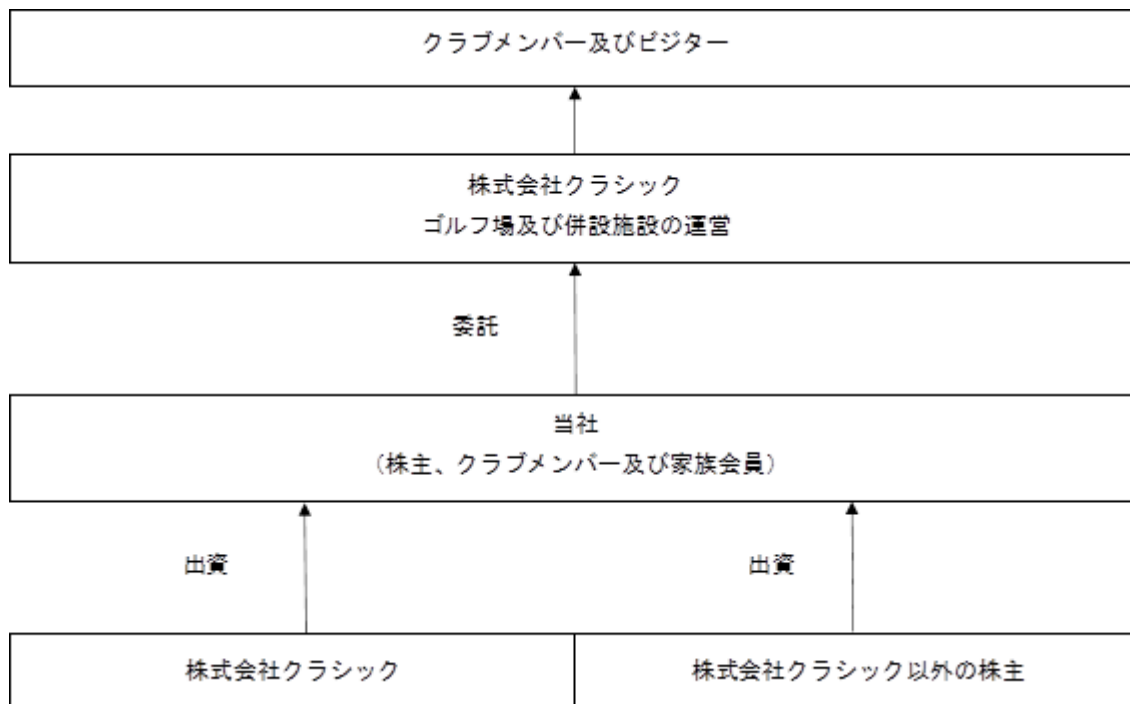 クラブメンバー及びビジター
株式会社クラシック
ゴルフ場及び併設施設の運営
委託
当社
（株主、クラブメンバー及び家族会員）
出資
出資
株式会社クラシック
株式会社クラシック以外の株主